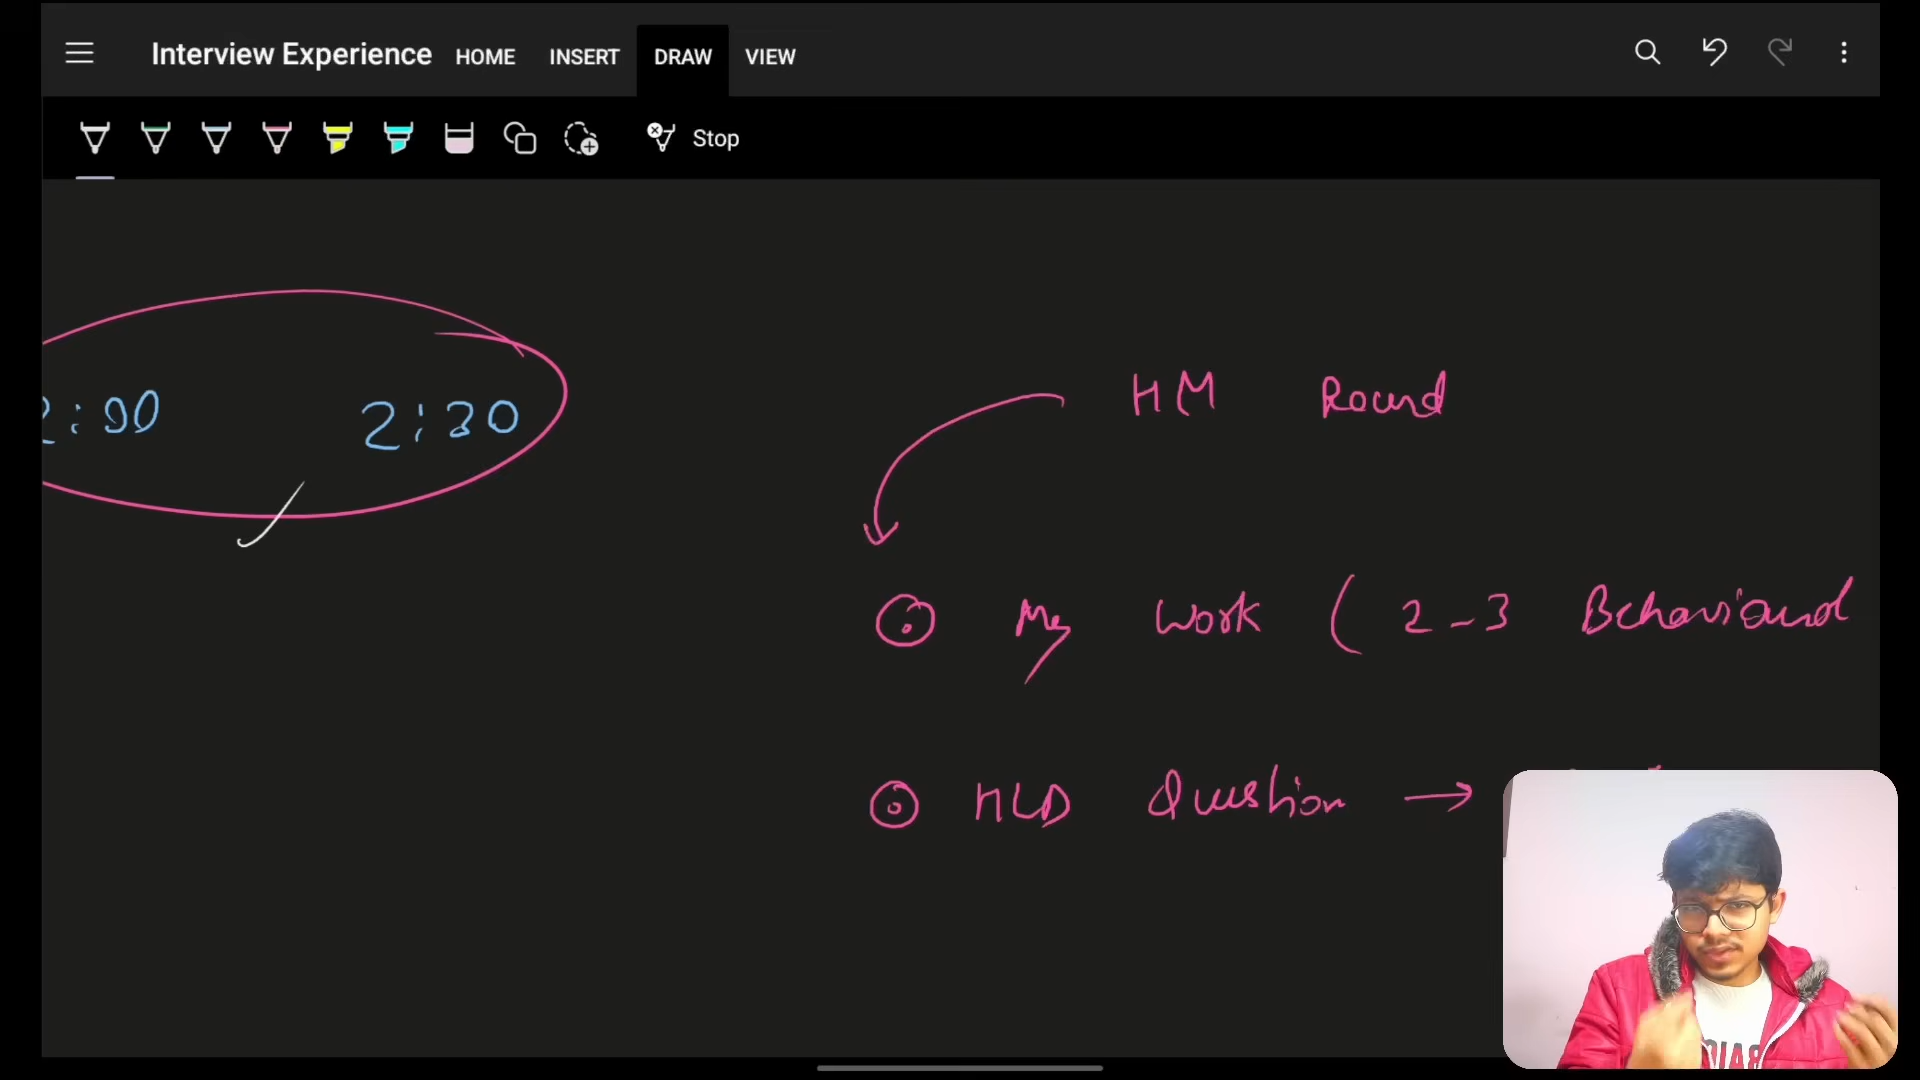 Interview Experience HOME INSERT DRAW VIEW
Stop
2:00 2:30
HM Round
My Work ( 2-3 Behavioural
HLD Question →